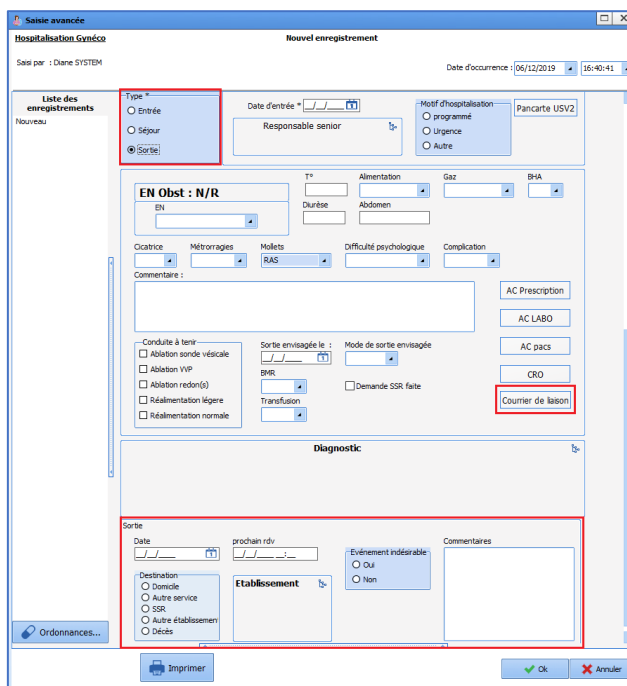 Saisie avancée
Hospitalisation Gynéco
Nouvel enregistrement
Saisi par : Diane SYSTEM
Date d'occurrence : 06/12/2019 16:40:41
Liste des enregistrements
Nouveau
Type *
Entrée
Séjour
Sortie
Date d'entrée * __/__/____
Responsable senior
Motif d'hospitalisation
programmé
Urgence
Autre
Pancarte USV2
EN Obst : N/R
EN
T°
Alimentation
Gaz
BHA
Diurèse
Abdomen
Cicatrice
Métrorragies
Mollets
RAS
Difficulté psychologique
Complication
Commentaire :
AC Prescription
AC LABO
AC pacs
CRO
Courrier de liaison
Conduite à tenir
Ablation sonde vésicale
Ablation VVP
Ablation redon(s)
Réalimentation légere
Réalimentation normale
Sortie envisagée le :
__/__/____
BMR
Transfusion
Mode de sortie envisagée
Demande SSR faite
Diagnostic
Sortie
Date
__/__/____
prochain rdv
__/__/____ __:__
Destination
Domicile
Autre service
SSR
Autre établissemen
Décès
Etablissement
Evénement indésirable
Oui
Non
Commentaires
Ordonnances...
Imprimer
Ok
Annuler